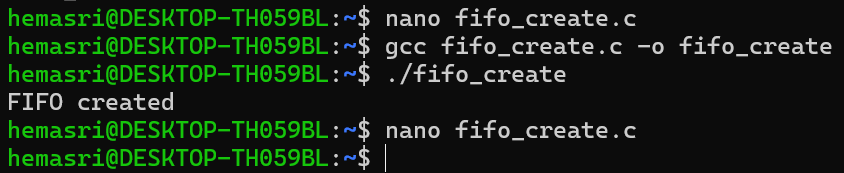 hemasri@DESKTOP-TH059BL:~$ nano fifo_create.c
hemasri@DESKTOP-TH059BL:~$ gcc fifo_create.c -o fifo_create
hemasri@DESKTOP-TH059BL:~$ ./fifo_create
FIFO created
hemasri@DESKTOP-TH059BL:~$ nano fifo_create.c
hemasri@DESKTOP-TH059BL:~$